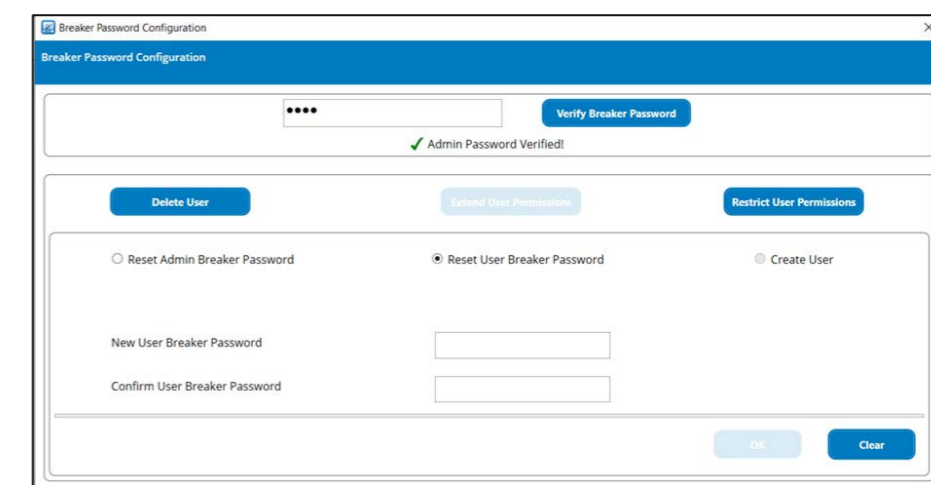 Breaker Password Configuration
Breaker Password Configuration
Verify Breaker Password
Admin Password Verified!
Delete User
Extend User Permissions
Restrict User Permissions
Reset Admin Breaker Password
Reset User Breaker Password
Create User
New User Breaker Password
Confirm User Breaker Password
OK
Clear